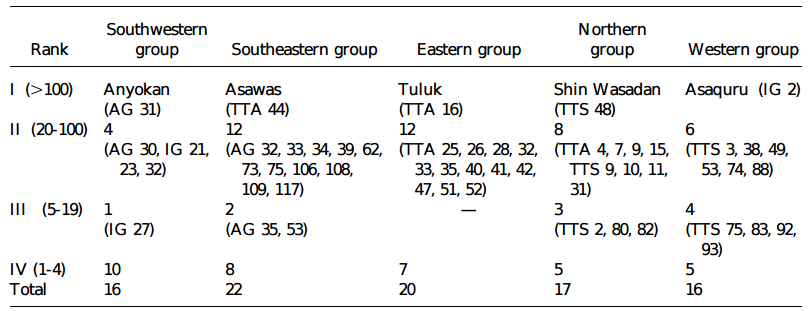 Rank Southwestern group Southeastern group Eastern group Northern group Western group
I (>100) Anyokan Asawas Tuluk Shin Wasadan Asaquru (IG 2)
(AG 31) (TTA 44) (TTA 16) (TTS 48)
II (20-100) 4 12 12 8 6
(AG 30, IG 21, (AG 32, 33, 34, 39, 62, (TTA 25, 26, 28, 32, (TTA 4, 7, 9, 15, (TTS 3, 38, 49,
23, 32) 73, 75, 106, 108, 33, 35, 40, 41, 42, TTS 9, 10, 11, 53, 74, 88)
109, 117) 47, 51, 52) 31)
III (5-19) 1 2 — 3 4
(IG 27) (AG 35, 53) (TTS 2, 80, 82) (TTS 75, 83, 92,
93)
IV (1-4) 10 8 7 5 5
Total 16 22 20 17 16